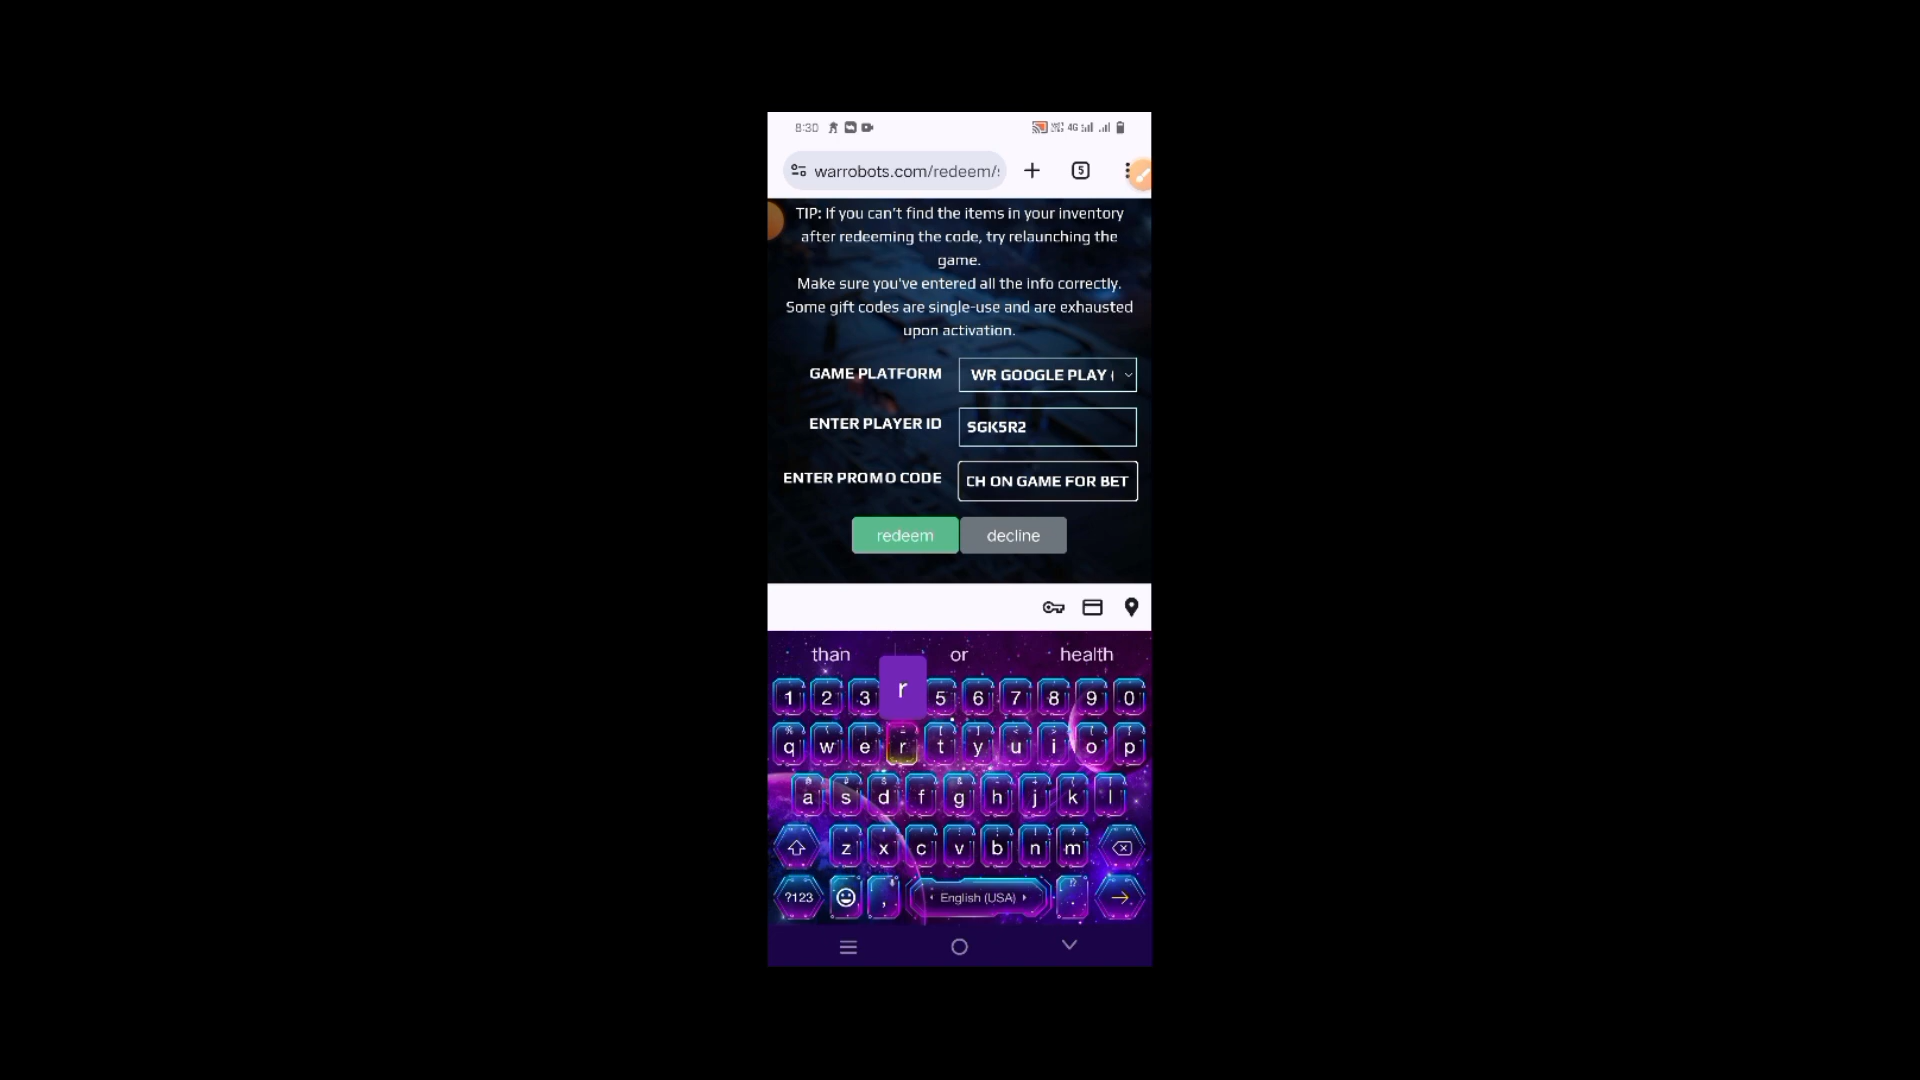 8:30 4G
warrobots.com/redeem/s 5
TIP: If you can't find the items in your inventory
after redeeming the code, try relaunching the
game.
Make sure you've entered all the info correctly.
Some gift codes are single-use and are exhausted
upon activation.
GAME PLATFORM WR GOOGLE PLAY (
ENTER PLAYER ID SGK5R2
ENTER PROMO CODE CH ON GAME FOR BET
redeem decline
than or health
r
1 2 3 5 6 7 8 9 0
q w e r t y u i o p
a s d f g h j k l
z x c v b n m
?123 , English (USA) .